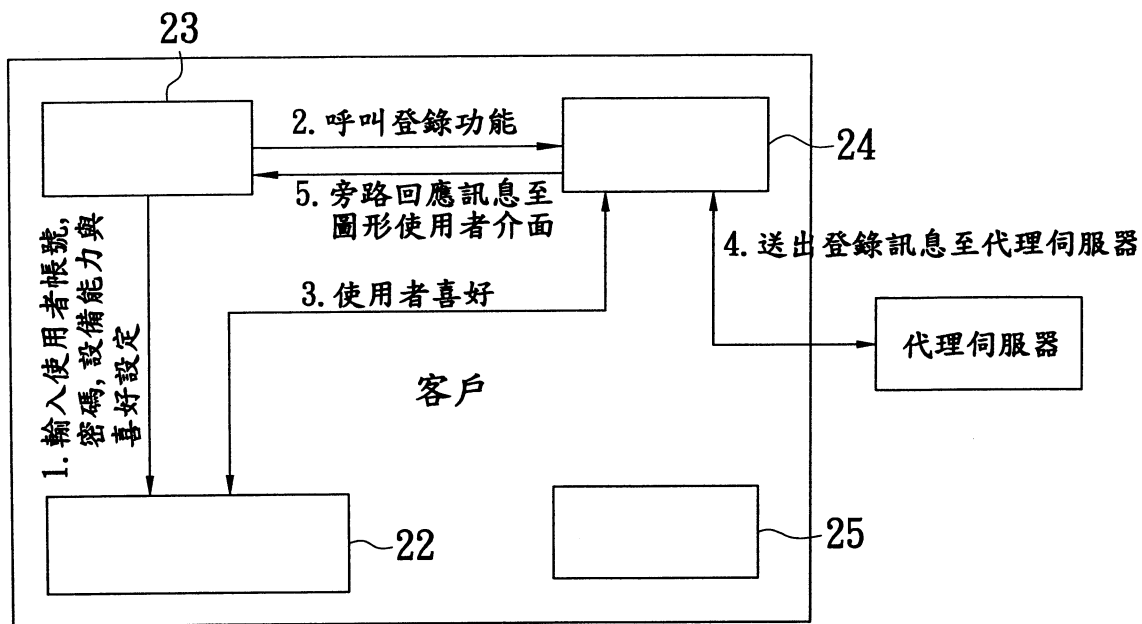 23
2. 呼叫登錄功能
24
5. 旁路回應訊息至
圖形使用者介面
4. 送出登錄訊息至代理伺服器
3. 使用者喜好
代理伺服器
1. 輸入使用者帳號,
密碼, 設備能力與
喜好設定
客戶
22
25